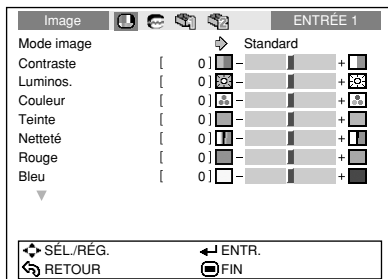 Image ENTRÉE 1
Mode image Standard
Contraste [ 0 ] – +
Luminos. [ 0 ] – +
Couleur [ 0 ] – +
Teinte [ 0 ] – +
Netteté [ 0 ] – +
Rouge [ 0 ] – +
Bleu [ 0 ] – +
SÉL./RÉG. ENTR.
RETOUR FIN